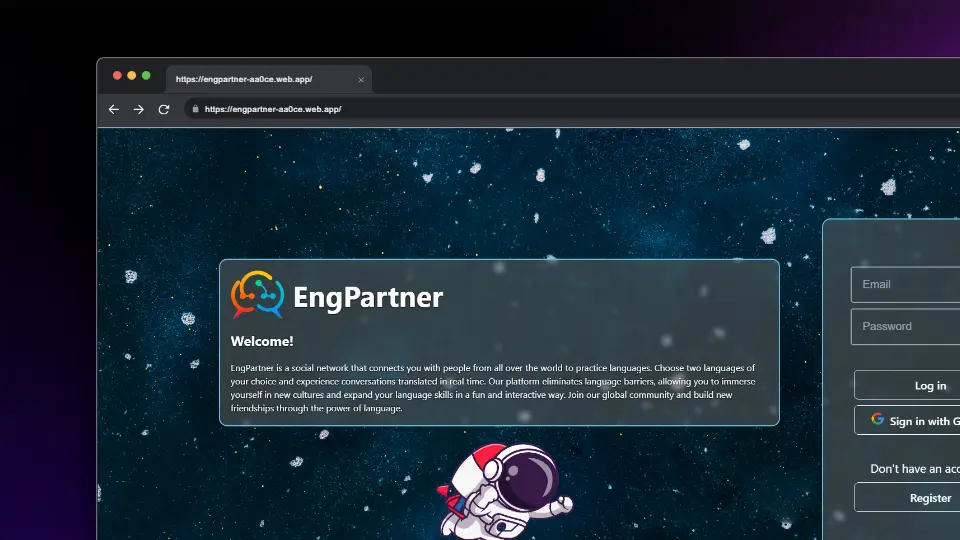 https://engpartner-aa0ce.web.app/
https://engpartner-aa0ce.web.app/
EngPartner
Welcome!
EngPartner is a social network that connects you with people from all over the world to practice languages. Choose two languages of
your choice and experience conversations translated in real time. Our platform eliminates language barriers, allowing you to immerse
yourself in new cultures and expand your language skills in a fun and interactive way. Join our global community and build new
friendships through the power of language.
Email
Password
Log in
Sign in with G
Don't have an acc
Register